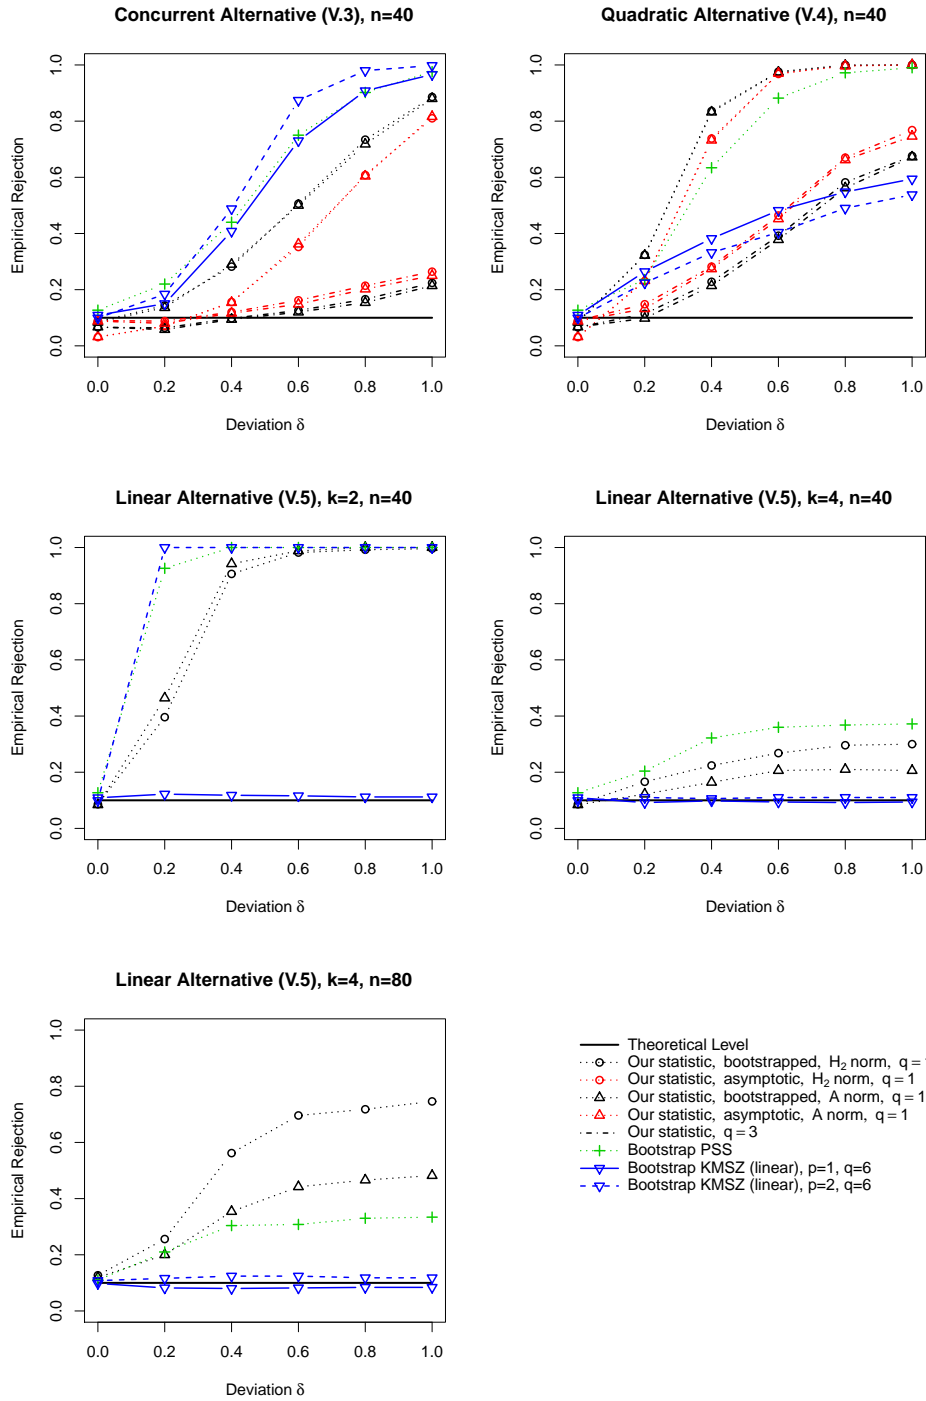 Concurrent Alternative (V.3), n=40
Empirical Rejection
0.0 0.2 0.4 0.6 0.8 1.0
0.0 0.2 0.4 0.6 0.8 1.0
Deviation δ
Quadratic Alternative (V.4), n=40
Empirical Rejection
0.0 0.2 0.4 0.6 0.8 1.0
0.0 0.2 0.4 0.6 0.8 1.0
Deviation δ
Linear Alternative (V.5), k=2, n=40
Empirical Rejection
0.0 0.2 0.4 0.6 0.8 1.0
0.0 0.2 0.4 0.6 0.8 1.0
Deviation δ
Linear Alternative (V.5), k=4, n=40
Empirical Rejection
0.0 0.2 0.4 0.6 0.8 1.0
0.0 0.2 0.4 0.6 0.8 1.0
Deviation δ
Linear Alternative (V.5), k=4, n=80
Empirical Rejection
0.0 0.2 0.4 0.6 0.8 1.0
0.0 0.2 0.4 0.6 0.8 1.0
Deviation δ
Theoretical Level
Our statistic, bootstrapped, H₂ norm, q =
Our statistic, asymptotic, H₂ norm, q = 1
Our statistic, bootstrapped, A norm, q = 1
Our statistic, asymptotic, A norm, q = 1
Our statistic, q = 3
Bootstrap PSS
Bootstrap KMSZ (linear), p=1, q=6
Bootstrap KMSZ (linear), p=2, q=6